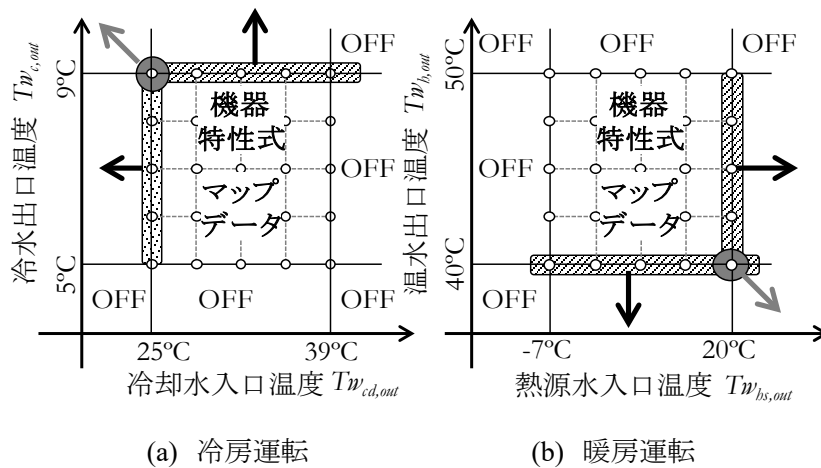 OFF
OFF
OFF
OFF
OFF
OFF
冷水出口温度 Tw_c,out
9℃
5℃
機器
特性式
マップ
データ
25℃
39℃
冷却水入口温度 Tw_cd,out
(a) 冷房運転
OFF
OFF
OFF
OFF
OFF
温水出口温度 Tw_h,out
50℃
40℃
機器
特性式
マップ
データ
-7℃
20℃
熱源水入口温度 Tw_hs,out
(b) 暖房運転